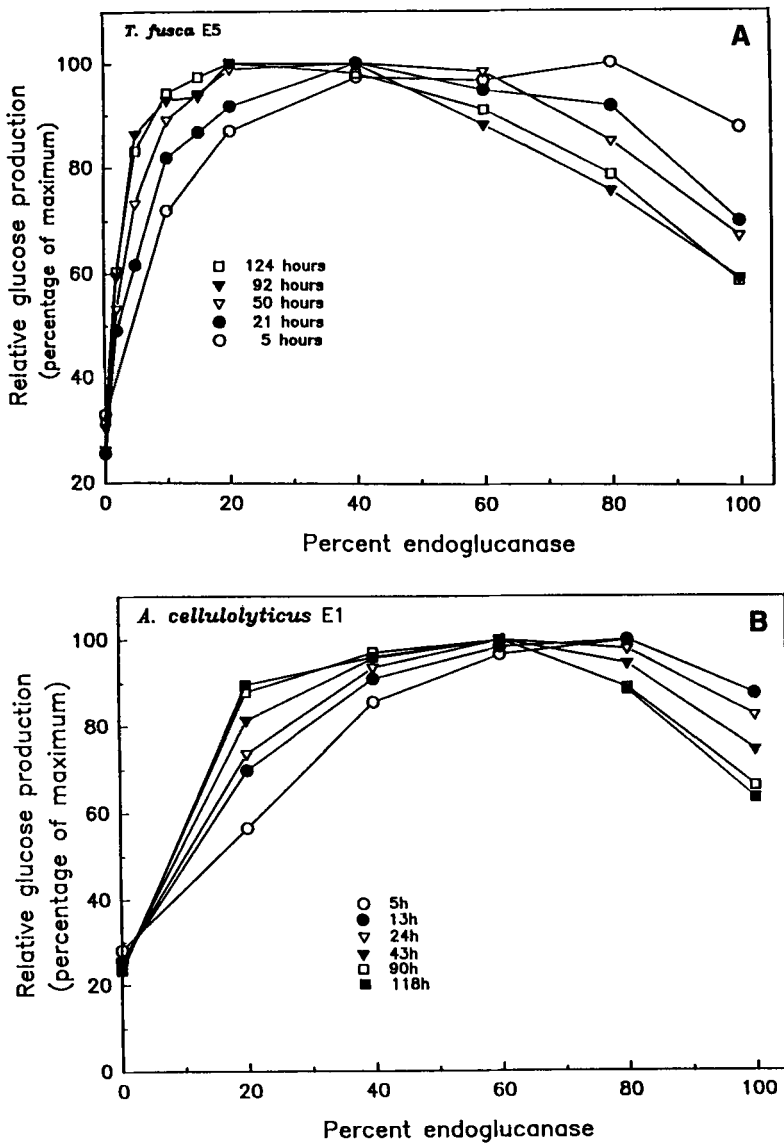 T. fusca E5
A
100
80
60
40
20
Relative glucose production
(percentage of maximum)
124 hours
92 hours
50 hours
21 hours
5 hours
0 20 40 60 80 100
Percent endoglucanase
A. cellulolyticus E1
B
100
80
60
40
20
0
Relative glucose production
(percentage of maximum)
5h
13h
24h
43h
90h
118h
0 20 40 60 80 100
Percent endoglucanase